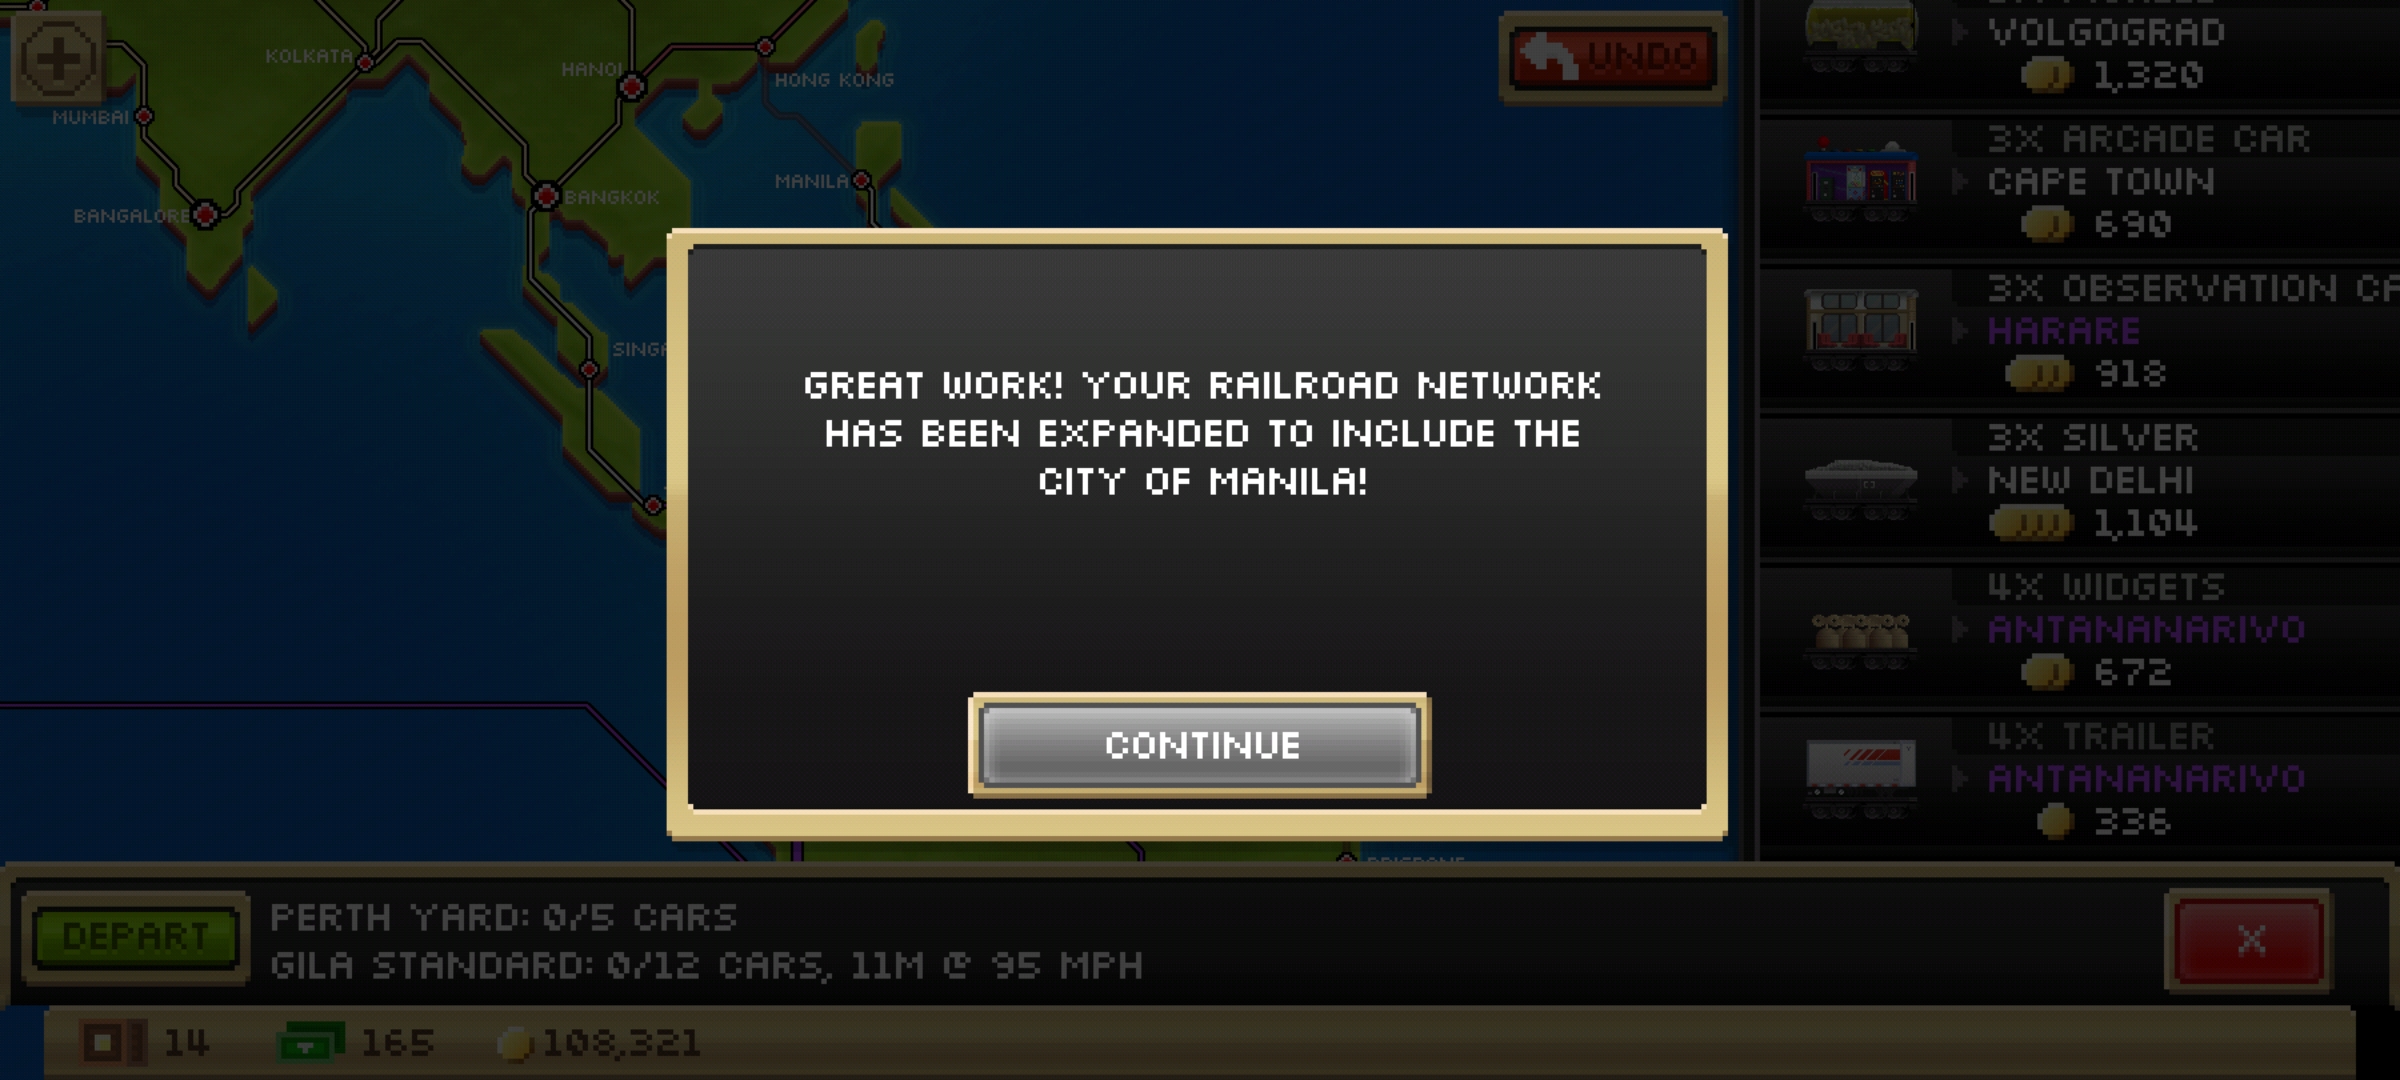 KOLKATA
HANOI
HONG KONG
MUMBAI
MANILA
BANGALORE
BANGKOK
UNDO
GREAT WORK! YOUR RAILROAD NETWORK
HAS BEEN EXPANDED TO INCLUDE THE
CITY OF MANILA!
CONTINUE
VOLGOGRAD
1,320
3X ARCADE CAR
CAPE TOWN
690
3X OBSERVATION
HARARE
918
3X SILVER
NEW DELHI
1,104
4X WIDGETS
ANTANANARIVO
672
4X TRAILER
ANTANANARIVO
336
DEPART
PERTH YARD: 0/5 CARS
GILA STANDARD: 0/12 CARS, 11M @ 95 MPH
X
14
165
108,321